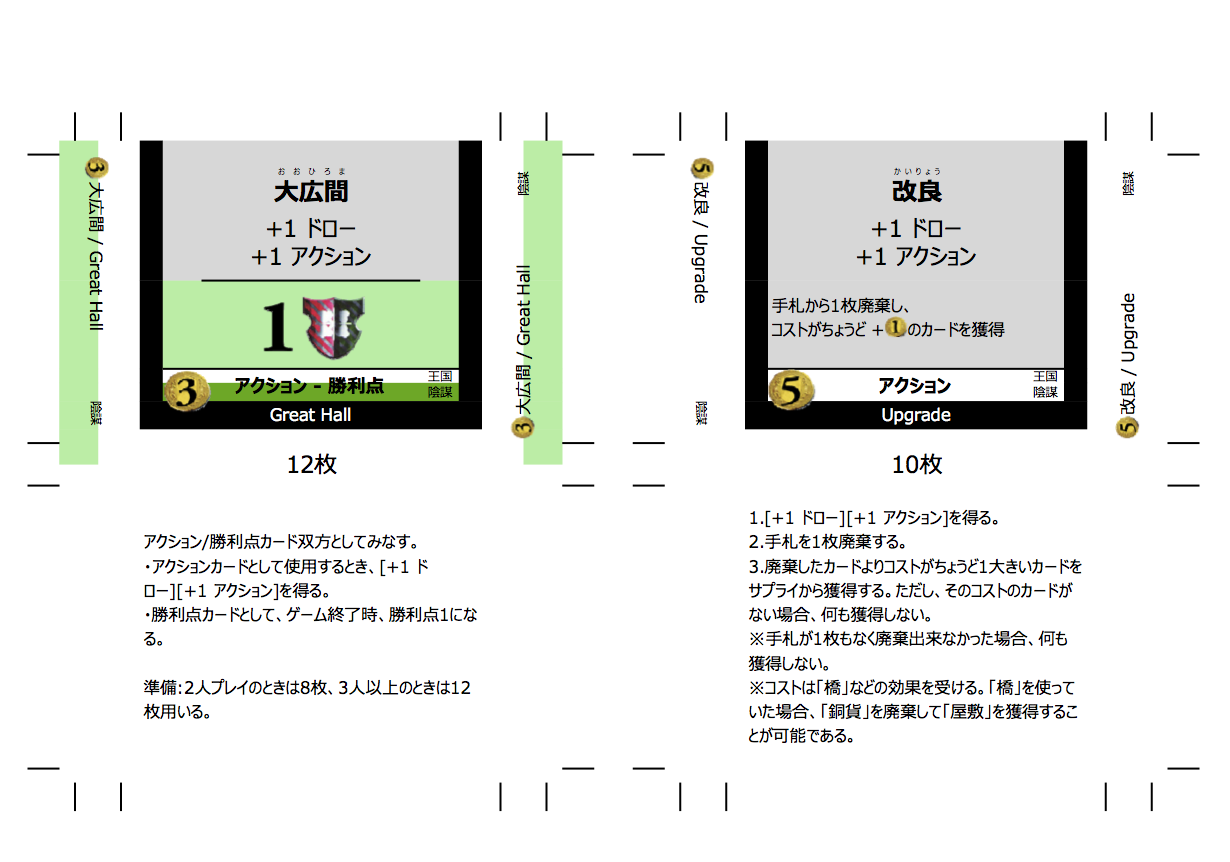 3 大広間 / Great Hall
陰謀
おおひろま
大広間
+1 ドロー
+1 アクション
1
3
アクション - 勝利点
王国
陰謀
Great Hall
陰謀
3 大広間 / Great Hall
12枚
アクション/勝利点カード双方としてみなす。
・アクションカードとして使用するとき、[+1 ド
ロー][+1 アクション]を得る。
・勝利点カードとして、ゲーム終了時、勝利点1にな
る。
準備:2人プレイのときは8枚、3人以上のときは12
枚用いる。
5 改良 / Upgrade
陰謀
かいりょう
改良
+1 ドロー
+1 アクション
手札から1枚廃棄し、
コストがちょうど +1のカードを獲得
5
アクション
王国
陰謀
Upgrade
陰謀
5 改良 / Upgrade
10枚
1.[+1 ドロー][+1 アクション]を得る。
2.手札を1枚廃棄する。
3.廃棄したカードよりコストがちょうど1大きいカードを
サプライから獲得する。ただし、そのコストのカードが
ない場合、何も獲得しない。
※手札が1枚もなく廃棄出来なかった場合、何も
獲得しない。
※コストは「橋」などの効果を受ける。「橋」を使って
いた場合、「銅貨」を廃棄して「屋敷」を獲得するこ
とが可能である。